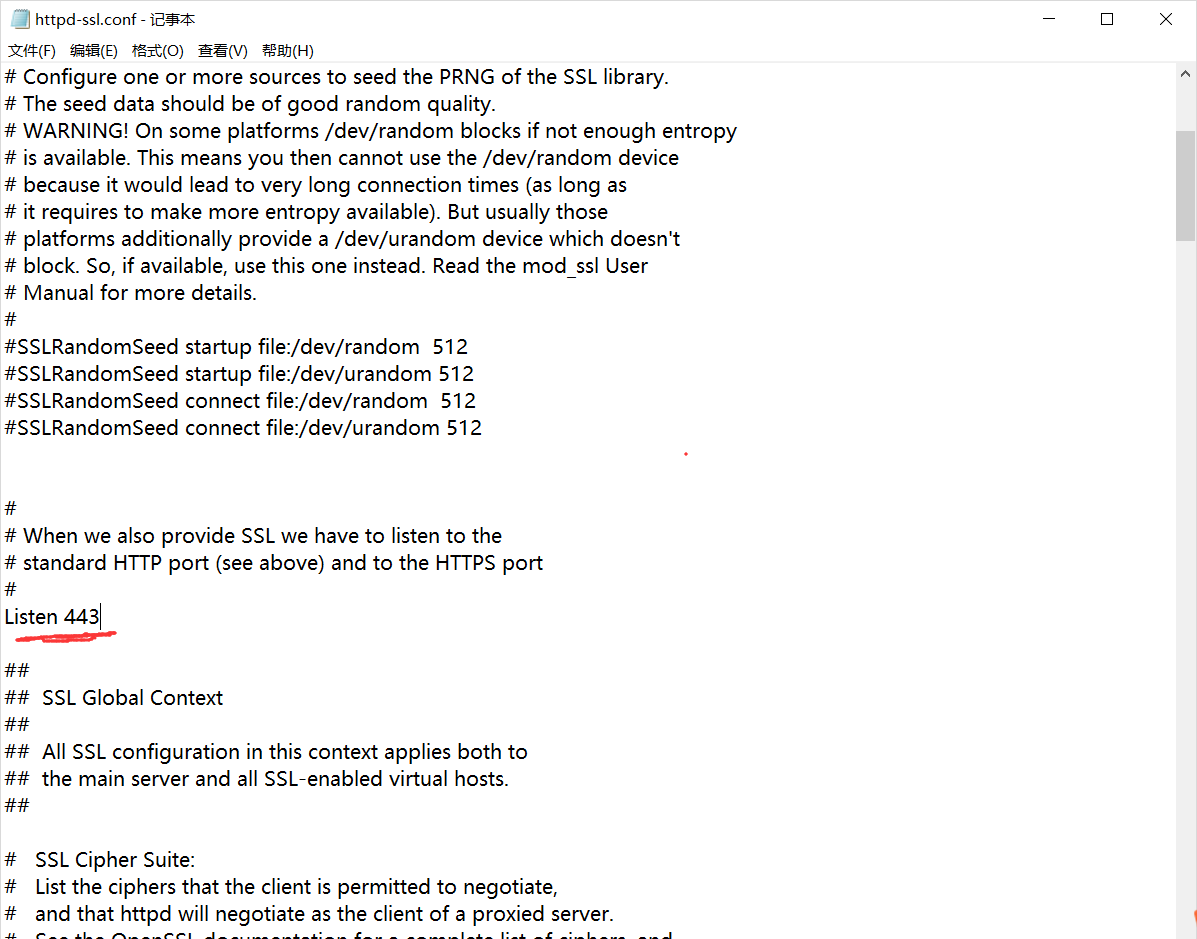 httpd-ssl.conf - 记事本
文件(F) 编辑(E) 格式(O) 查看(V) 帮助(H)
# Configure one or more sources to seed the PRNG of the SSL library.
# The seed data should be of good random quality.
# WARNING! On some platforms /dev/random blocks if not enough entropy
# is available. This means you then cannot use the /dev/random device
# because it would lead to very long connection times (as long as
# it requires to make more entropy available). But usually those
# platforms additionally provide a /dev/urandom device which doesn't
# block. So, if available, use this one instead. Read the mod_ssl User
# Manual for more details.
#
#SSLRandomSeed startup file:/dev/random  512
#SSLRandomSeed startup file:/dev/urandom 512
#SSLRandomSeed connect file:/dev/random  512
#SSLRandomSeed connect file:/dev/urandom 512
#
# When we also provide SSL we have to listen to the
# standard HTTP port (see above) and to the HTTPS port
#
Listen 443
##
##  SSL Global Context
##
##  All SSL configuration in this context applies both to
##  the main server and all SSL-enabled virtual hosts.
##
#   SSL Cipher Suite:
#   List the ciphers that the client is permitted to negotiate,
#   and that httpd will negotiate as the client of a proxied server.
#   See the OpenSSL documentation for a complete list of ciphers, and